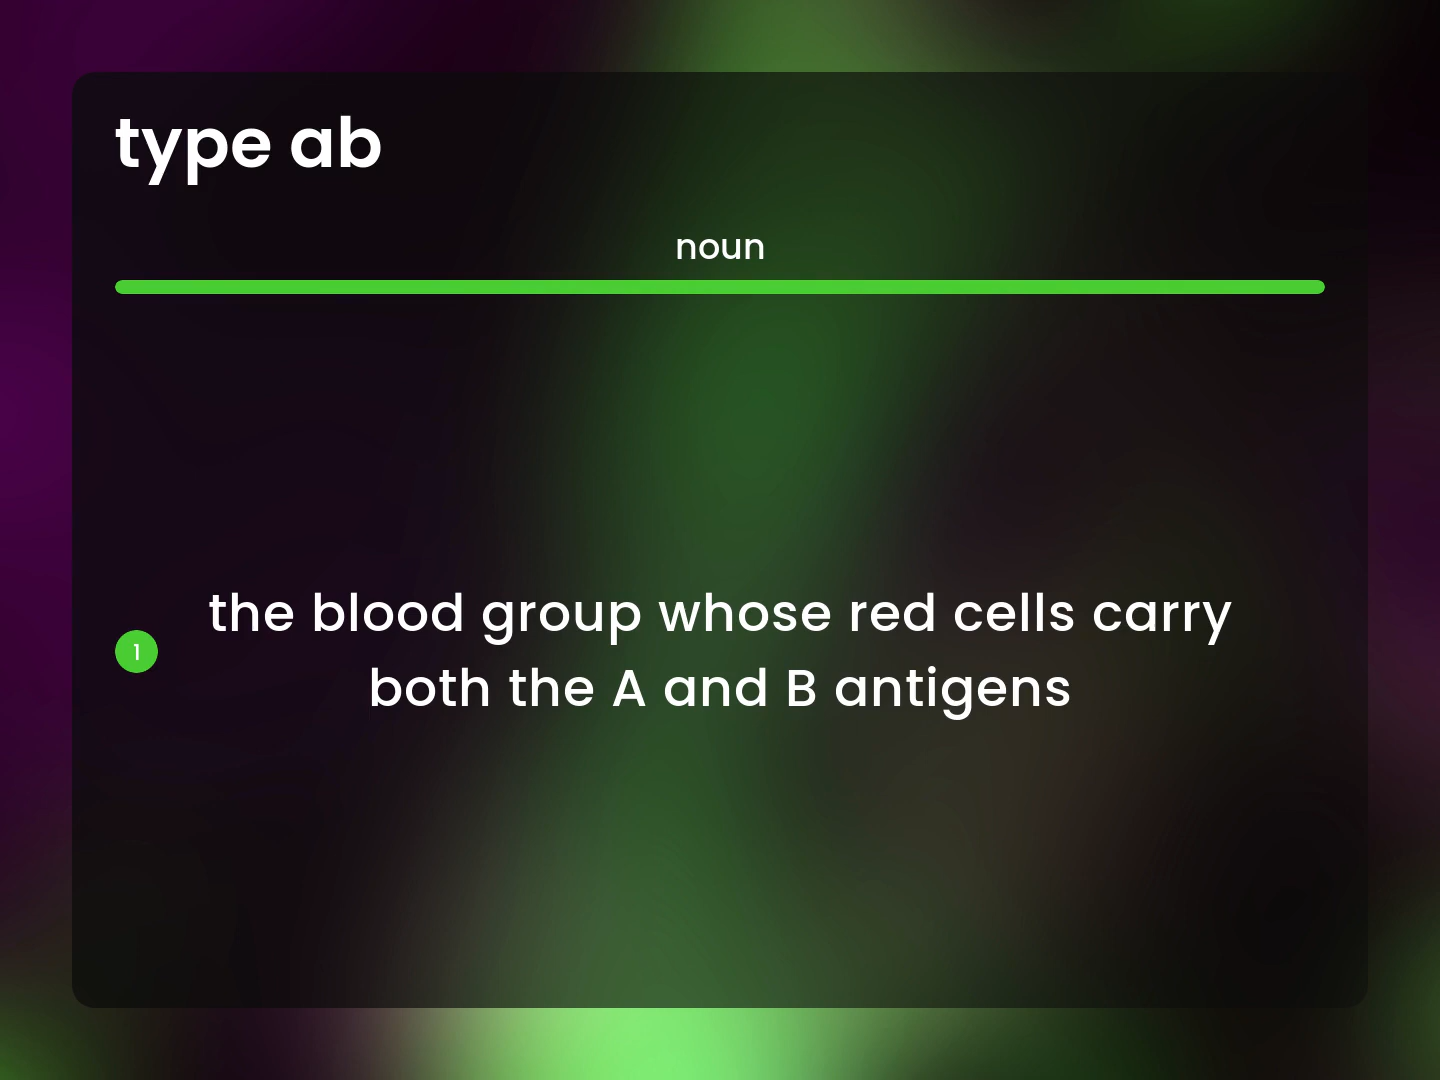 type ab
noun
1
the blood group whose red cells carry
both the A and B antigens